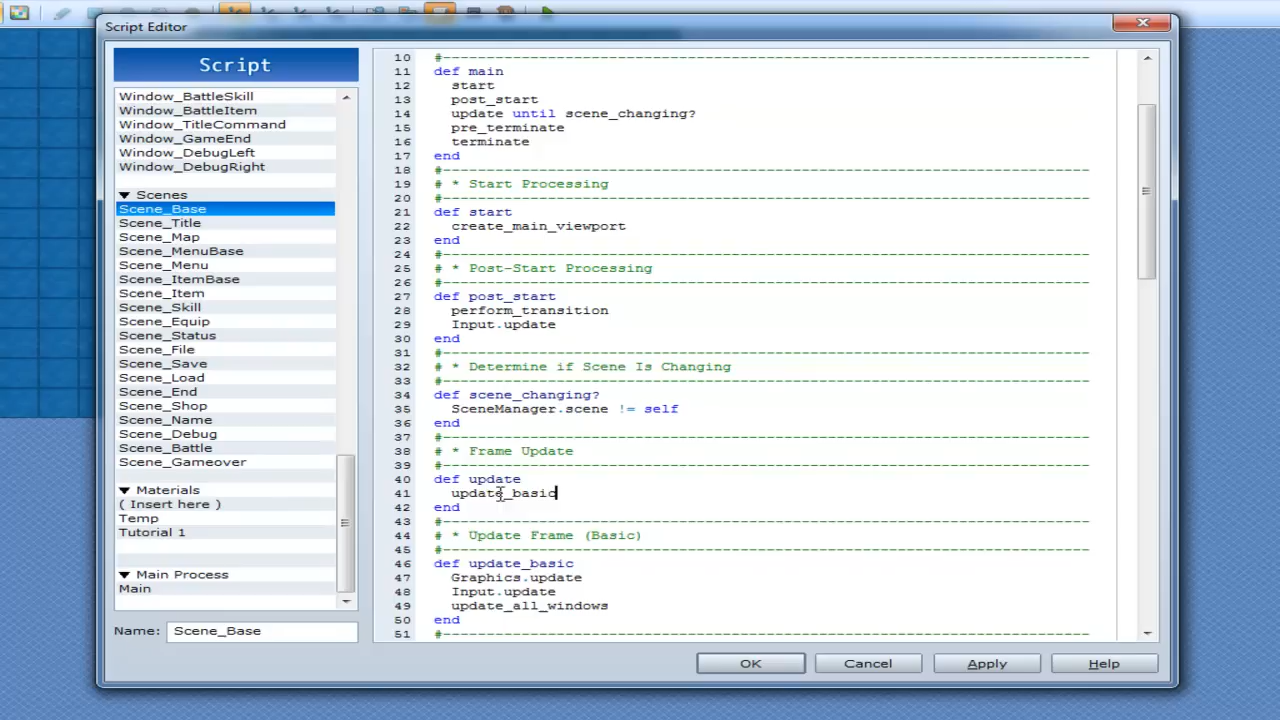 Script Editor
Script
Window_BattleSkill
Window_BattleItem
Window_TitleCommand
Window_GameEnd
Window_DebugLeft
Window_DebugRight
▼ Scenes
Scene_Base
Scene_Title
Scene_Map
Scene_MenuBase
Scene_Menu
Scene_ItemBase
Scene_Item
Scene_Skill
Scene_Equip
Scene_Status
Scene_File
Scene_Save
Scene_Load
Scene_End
Scene_Shop
Scene_Name
Scene_Debug
Scene_Battle
Scene_Gameover
▼ Materials
( Insert here )
Temp
Tutorial 1
▼ Main Process
Main
Name: Scene_Base
10 #--------------------------------------------------------------------------
11 def main
12 start
13 post_start
14 update until scene_changing?
15 pre_terminate
16 terminate
17 end
18 #--------------------------------------------------------------------------
19 # * Start Processing
20 #--------------------------------------------------------------------------
21 def start
22 create_main_viewport
23 end
24 #--------------------------------------------------------------------------
25 # * Post-Start Processing
26 #--------------------------------------------------------------------------
27 def post_start
28 perform_transition
29 Input.update
30 end
31 #--------------------------------------------------------------------------
32 # * Determine if Scene Is Changing
33 #--------------------------------------------------------------------------
34 def scene_changing?
35 SceneManager.scene != self
36 end
37 #--------------------------------------------------------------------------
38 # * Frame Update
39 #--------------------------------------------------------------------------
40 def update
41 update_basic
42 end
43 #--------------------------------------------------------------------------
44 # * Update Frame (Basic)
45 #--------------------------------------------------------------------------
46 def update_basic
47 Graphics.update
48 Input.update
49 update_all_windows
50 end
51 #--------------------------------------------------------------------------
OK Cancel Apply Help